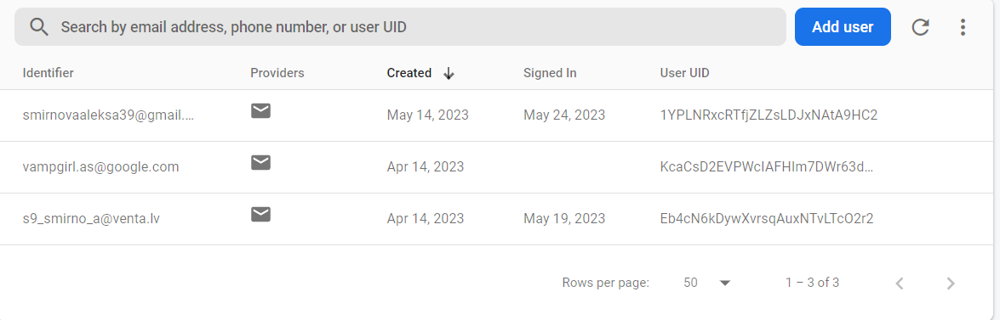 Search by email address, phone number, or user UID Add user
Identifier Providers Created Signed In User UID
smirnovaaleksa39@gmail.... May 14, 2023 May 24, 2023 1YPLNRxcRTfjZLZsLDJxNAtA9HC2
vampgirl.as@google.com Apr 14, 2023 KcaCsD2EVPWcIAFHIm7DWr63d...
s9_smirno_a@venta.lv Apr 14, 2023 May 19, 2023 Eb4cN6kDywXvrsqAuxNTvLTcO2r2
Rows per page: 50 1 – 3 of 3